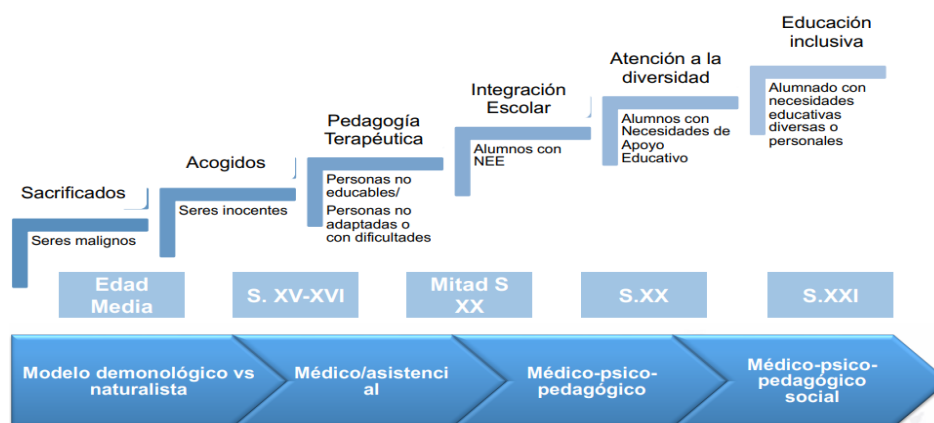 Sacrificados
Seres malignos
Acogidos
Seres inocentes
Pedagogía
Terapéutica
Personas no
educables/
Personas no
adaptadas o
con dificultades
Integración
Escolar
Alumnos con
NEE
Atención a la
diversidad
Alumnos con
Necesidades de
Apoyo
Educativo
Educación
inclusiva
Alumnado con
necesidades
educativas
diversas o
personales
Edad
Media
S. XV-XVI
Mitad S
XX
S.XX
S.XXI
Modelo demonológico vs
naturalista
Médico/asistenci
al
Médico-psico-
pedagógico
Médico-psico-
pedagógico
social